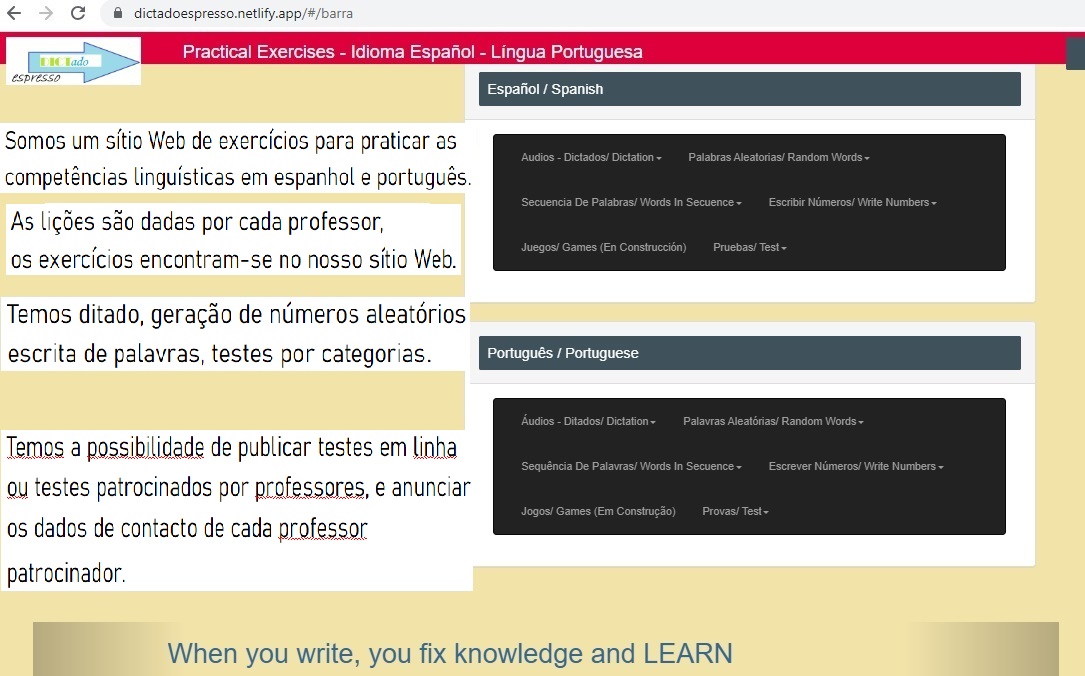 dictadoespresso.netlify.app/#/barra
DICTado
espresso
Practical Exercises - Idioma Español - Língua Portuguesa
Somos um sítio Web de exercícios para praticar as
competências linguísticas em espanhol e português.
As lições são dadas por cada professor,
os exercícios encontram-se no nosso sítio Web.
Temos ditado, geração de números aleatórios
escrita de palavras, testes por categorias.
Temos a possibilidade de publicar testes em linha
ou testes patrocinados por professores, e anunciar
os dados de contacto de cada professor
patrocinador.
Español / Spanish
Audios - Dictados/ Dictation
Palabras Aleatorias/ Random Words
Secuencia De Palabras/ Words In Secuence
Escribir Números/ Write Numbers
Juegos/ Games (En Construcción)
Pruebas/ Test
Português / Portuguese
Áudios - Ditados/ Dictation
Palavras Aleatórias/ Random Words
Sequência De Palavras/ Words In Secuence
Escrever Números/ Write Numbers
Jogos/ Games (Em Construção)
Provas/ Test
When you write, you fix knowledge and LEARN